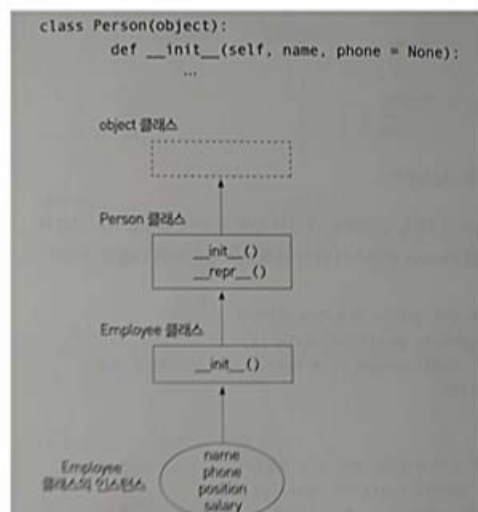 class Person(object):
def __init__(self, name, phone = None):
...
object 클래스
Person 클래스
__init__()
__repr__()
Employee 클래스
__init__()
Employee
클래스의 인스턴스
name
phone
position
salary